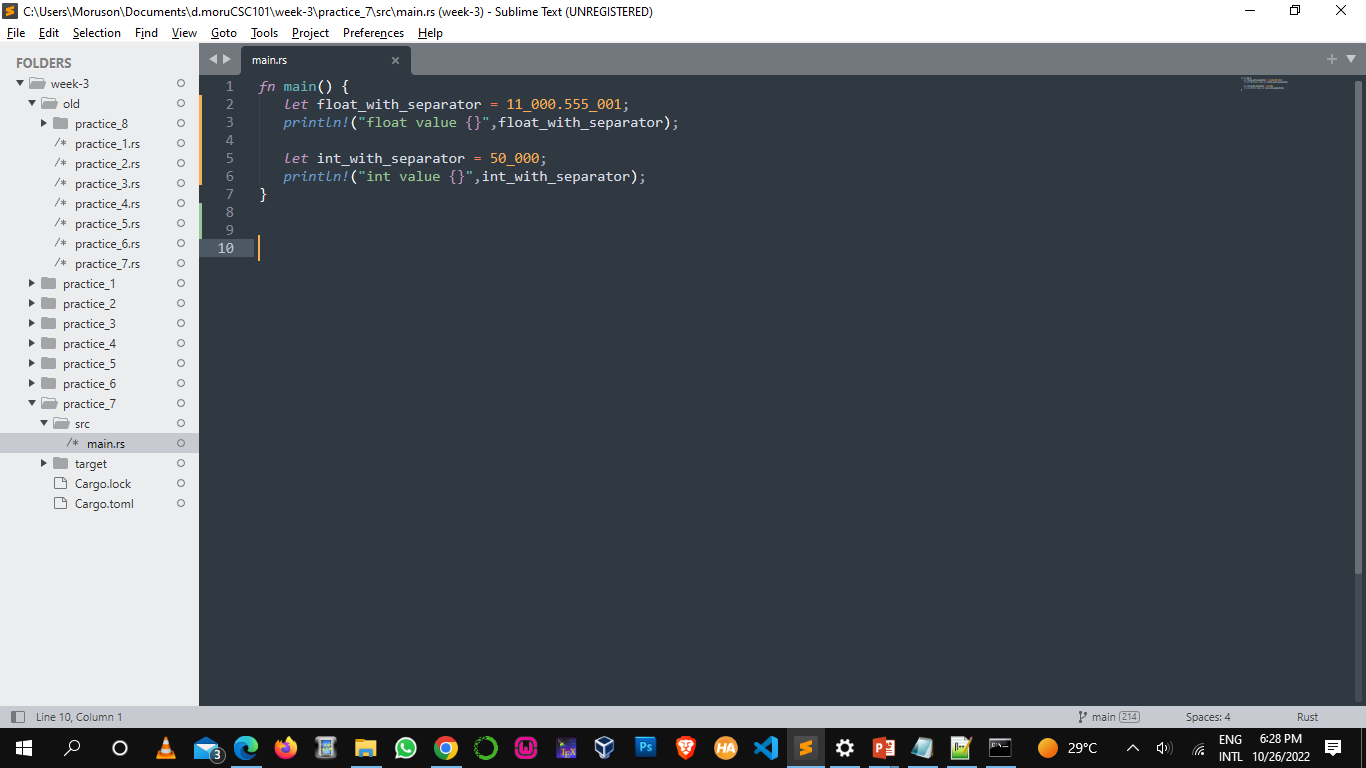 C:\Users\Moruson\Documents\d.moruCSC101\week-3\practice_7\src\main.rs (week-3) - Sublime Text (UNREGISTERED)
File Edit Selection Find View Goto Tools Project Preferences Help
FOLDERS
week-3
old
practice_8
/* practice_1.rs
/* practice_2.rs
/* practice_3.rs
/* practice_4.rs
/* practice_5.rs
/* practice_6.rs
/* practice_7.rs
practice_1
practice_2
practice_3
practice_4
practice_5
practice_6
practice_7
src
/* main.rs
target
Cargo.lock
Cargo.toml
main.rs
1 fn main() {
2 let float_with_separator = 11_000.555_001;
3 println!("float value {}",float_with_separator);
4
5 let int_with_separator = 50_000;
6 println!("int value {}",int_with_separator);
7 }
8
9
10
Line 10, Column 1 main 214 Spaces: 4 Rust
3 Ps HA 29°C ENG 6:28 PM
INTL 10/26/2022